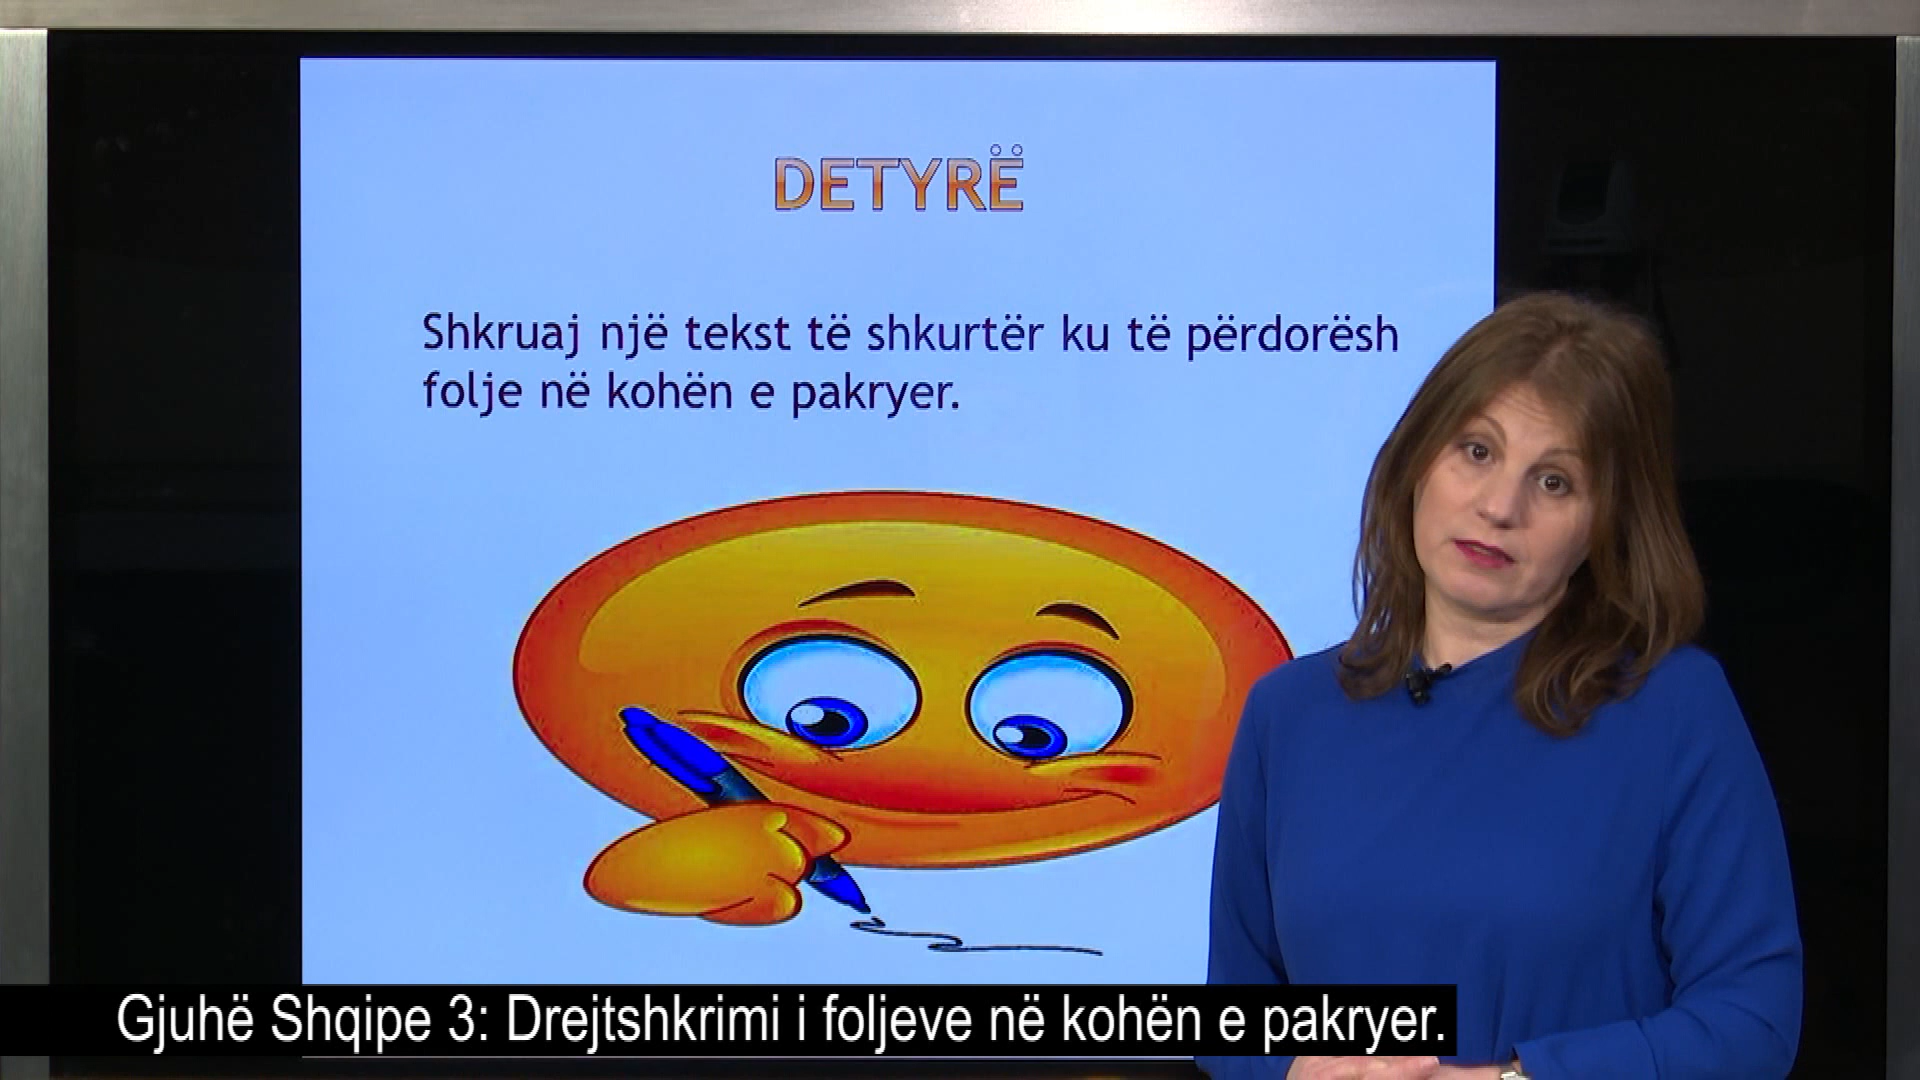 DETYRË
Shkruaj një tekst të shkurtër ku të përdorësh
folje në kohën e pakryer.
Gjuhë Shqipe 3: Drejtshkrimi i foljeve në kohën e pakryer.